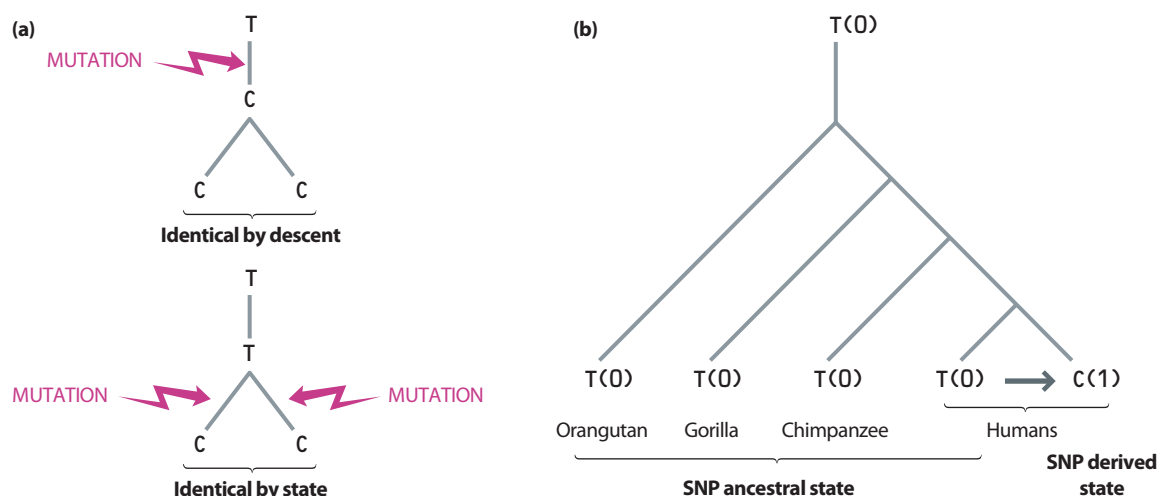 (a)
T
MUTATION
C
C C
Identical by descent
T
T
MUTATION MUTATION
C C
Identical by state
(b)
T(0)
T(0) T(0) T(0) T(0) C(1)
Orangutan Gorilla Chimpanzee Humans
SNP ancestral state
SNP derived
state